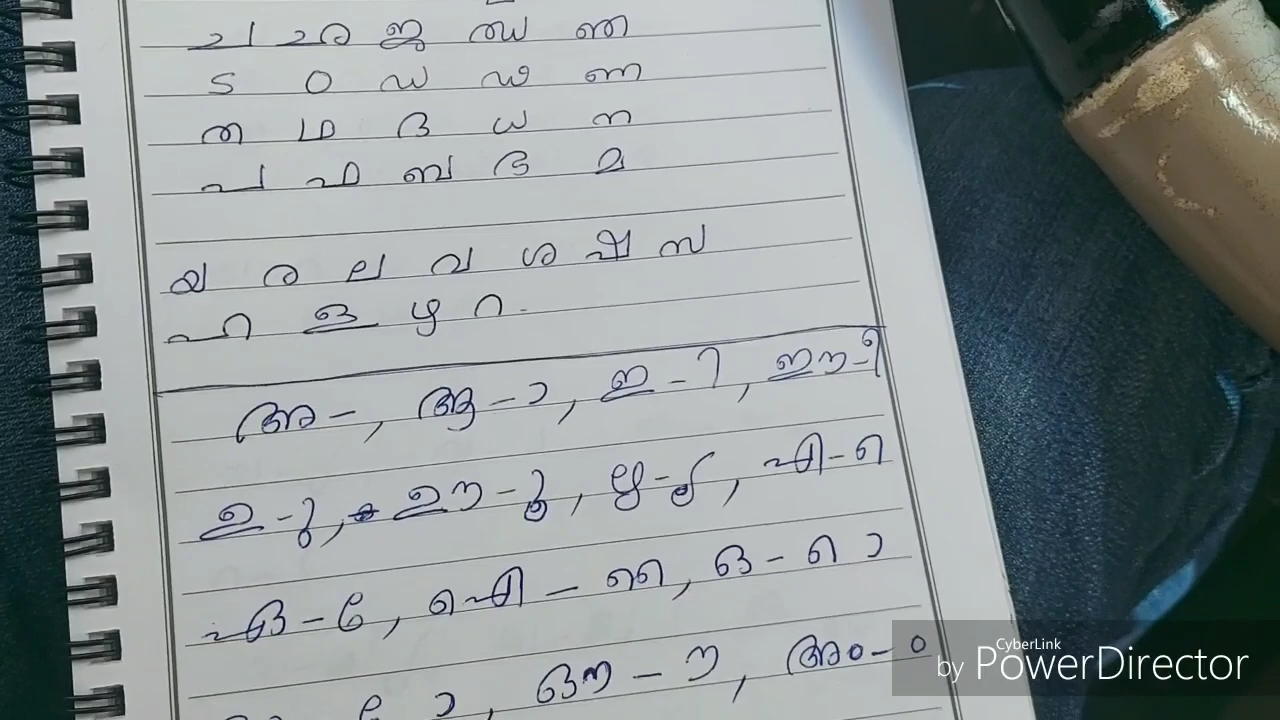 ച ഛ ജ ഝ ഞ
ട ഠ ഡ ഢ ണ
ത ഥ ദ ധ ന
പ ഫ ബ ഭ മ
യ ര ല വ ശ ഷ സ
ഹ ള ഴ റ.
അ - , ആ - ാ , ഇ - ി , ഈ - ീ
ഉ - ു , ഊ - ൂ , ഋ - ൃ , എ - െ
ഏ - േ , ഐ - ൈ , ഒ - ൊ
േ ാ , ഔ - ൗ , അം - ം
CyberLink
by PowerDirector